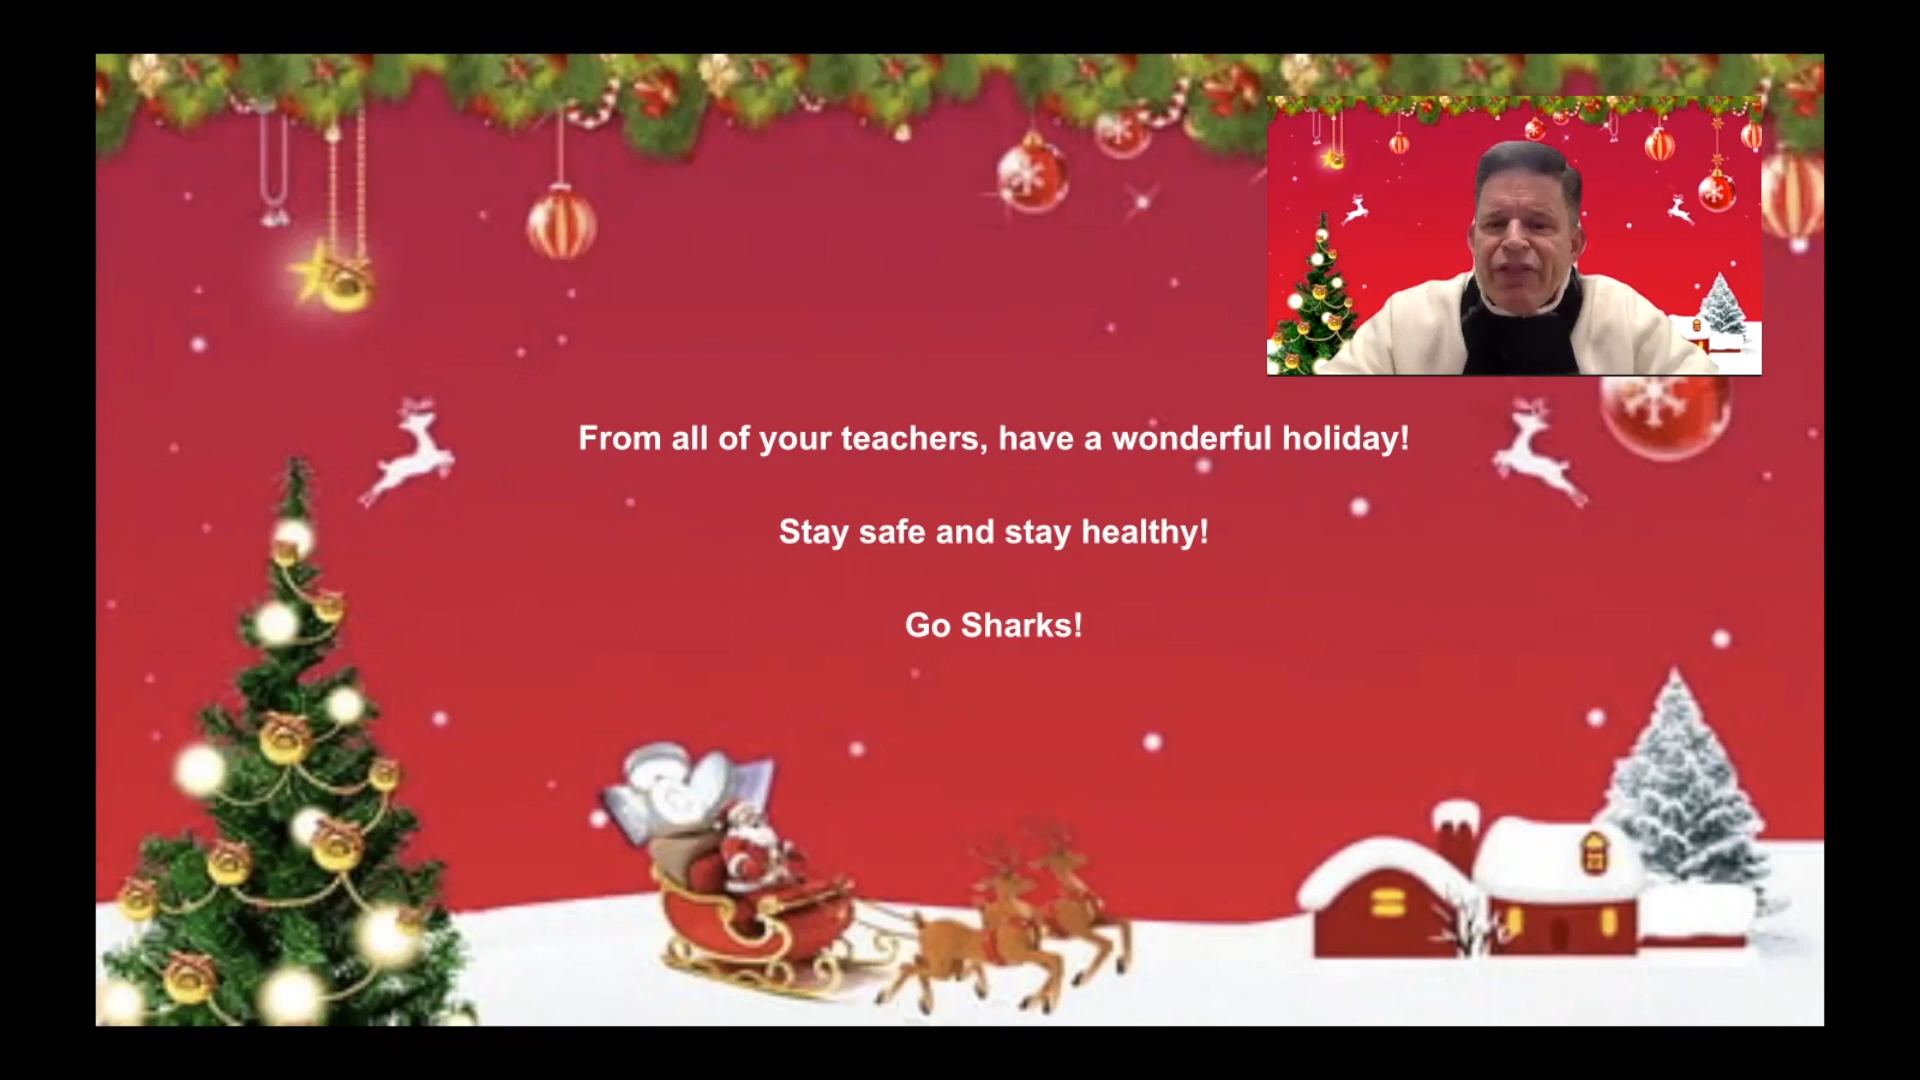 From all of your teachers, have a wonderful holiday!
Stay safe and stay healthy!
Go Sharks!